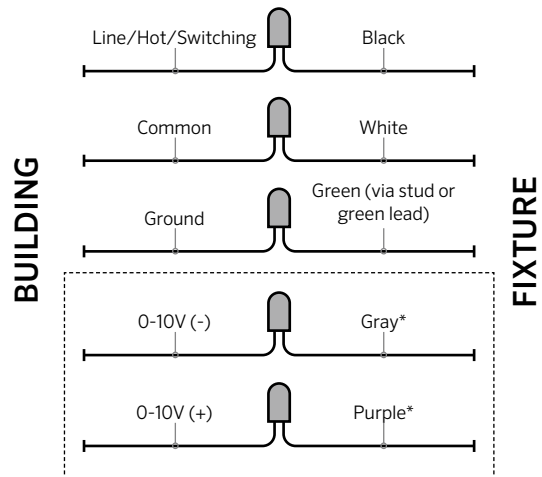 Line/Hot/Switching
Black
Common
White
Ground
Green (via stud or
green lead)
BUILDING
FIXTURE
0-10V (-)
Gray*
0-10V (+)
Purple*